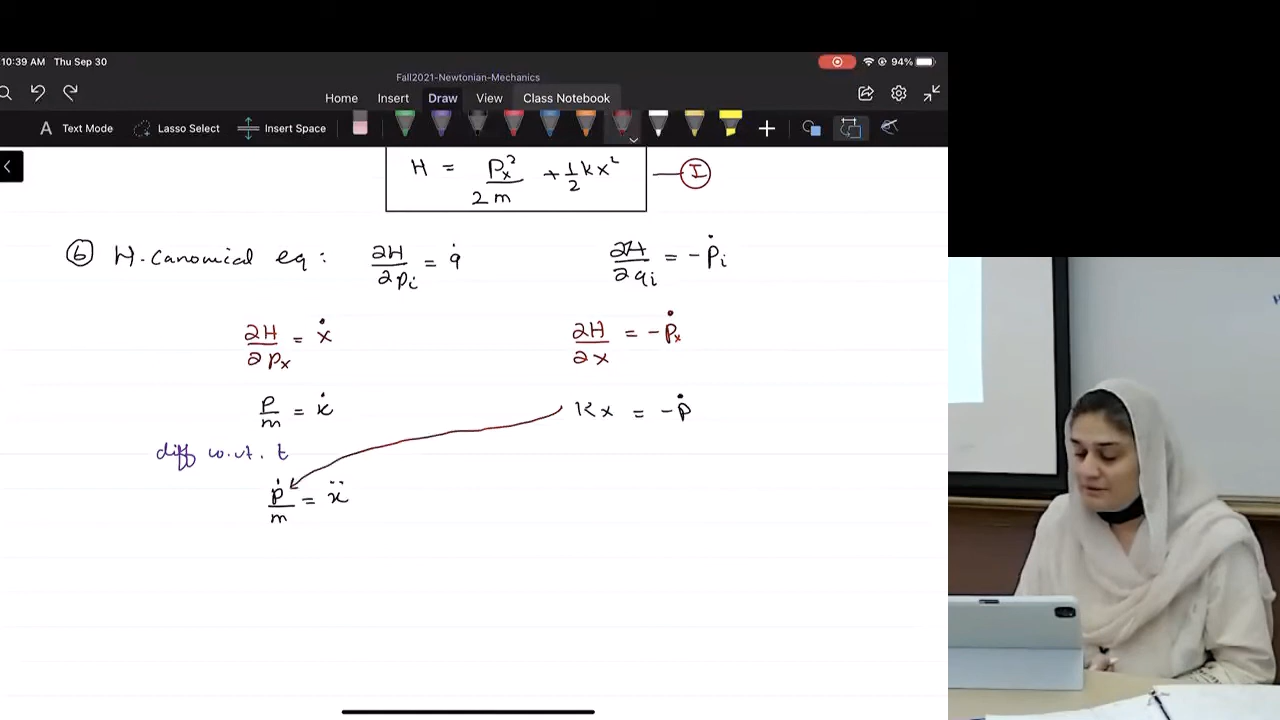 10:39 AM Thu Sep 30
94%
Fall2021-Newtonian-Mechanics
Home Insert Draw View Class Notebook
Text Mode Lasso Select Insert Space
H = Px²/2m + 1/2 kx² — I
⑥ H. Canomical eq : ∂H/∂pi = q̇ ∂H/∂qi = -ṗi
∂H/∂px = ẋ ∂H/∂x = -ṗx
p/m = ẋ kx = -ṗ
diff w.r.t. t
ṗ/m = ẍ